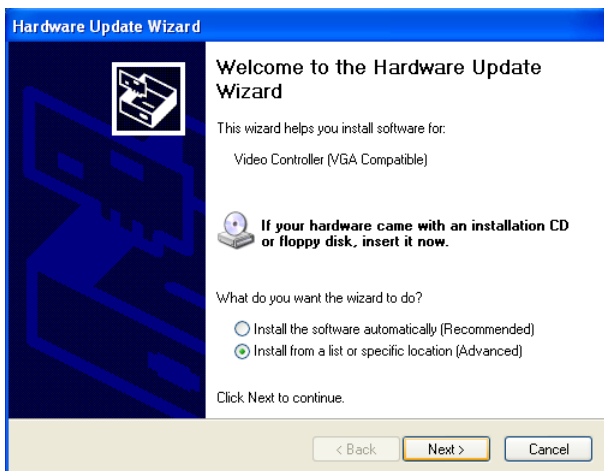 Hardware Update Wizard
Welcome to the Hardware Update
Wizard
This wizard helps you install software for:
Video Controller (VGA Compatible)
If your hardware came with an installation CD
or floppy disk, insert it now.
What do you want the wizard to do?
Install the software automatically (Recommended)
Install from a list or specific location (Advanced)
Click Next to continue.
< Back
Next >
Cancel